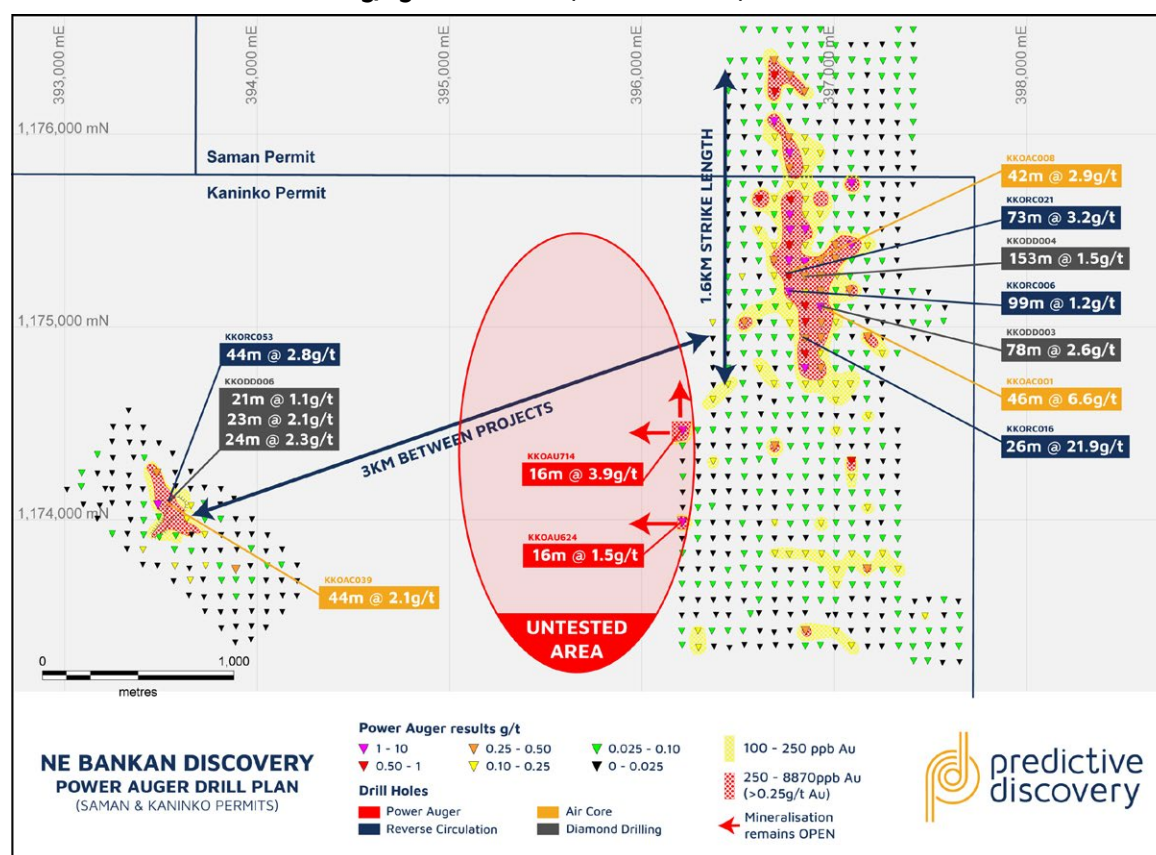 393,000 mE
394,000 mE
395,000 mE
396,000 mE
397,000 mE
398,000 mE
1,176,000 mN
Saman Permit
Kaninko Permit
1,175,000 mN
1,174,000 mN
1.6KM STRIKE LENGTH
KKOAC008
42m @ 2.9g/t
KKORC021
73m @ 3.2g/t
KKODD004
153m @ 1.5g/t
KKORC006
99m @ 1.2g/t
KKODD003
78m @ 2.6g/t
KKOAC001
46m @ 6.6g/t
KKORC016
26m @ 21.9g/t
KKORC053
44m @ 2.8g/t
KKODD006
21m @ 1.1g/t
23m @ 2.1g/t
24m @ 2.3g/t
3KM BETWEEN PROJECTS
KKOAU714
16m @ 3.9g/t
KKOAU624
16m @ 1.5g/t
KKOAC039
44m @ 2.1g/t
UNTESTED
AREA
0 1,000
metres
NE BANKAN DISCOVERY
POWER AUGER DRILL PLAN
(SAMAN & KANINKO PERMITS)
Power Auger results g/t
1 - 10 0.25 - 0.50 0.025 - 0.10
0.50 - 1 0.10 - 0.25 0 - 0.025
Drill Holes
Power Auger Air Core
Reverse Circulation Diamond Drilling
100 - 250 ppb Au
250 - 8870ppb Au
(>0.25g/t Au)
Mineralisation
remains OPEN
predictive
discovery